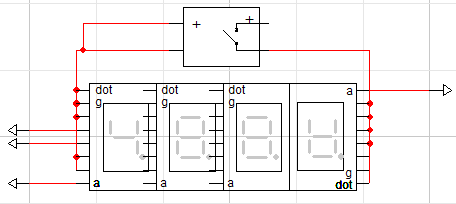 + +
dot dot dot a
g g g
g
a a a dot